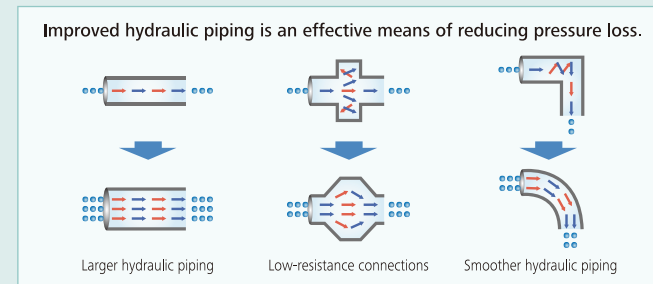 Improved hydraulic piping is an effective means of reducing pressure loss.
Larger hydraulic piping
Low-resistance connections
Smoother hydraulic piping